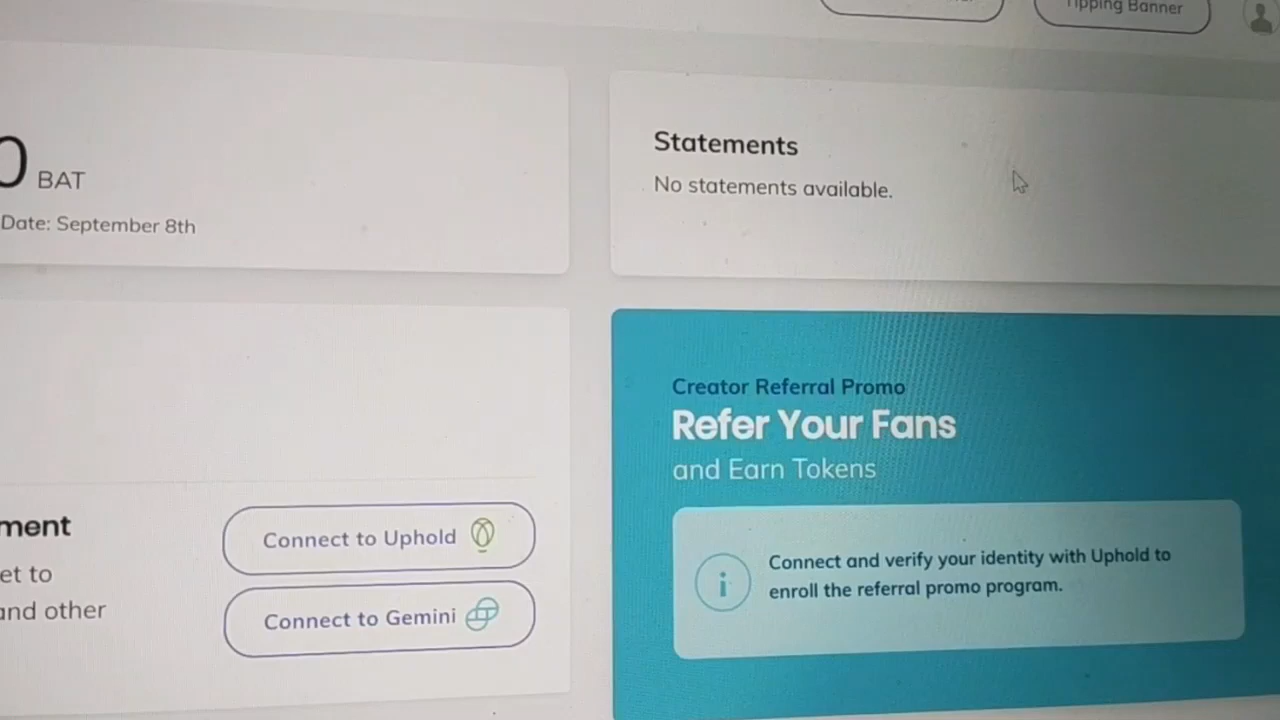 Tipping Banner
0 BAT
Date: September 8th
Statements
No statements available.
ment
et to
and other
Connect to Uphold
Connect to Gemini
Creator Referral Promo
Refer Your Fans
and Earn Tokens
i
Connect and verify your identity with Uphold to
enroll the referral promo program.